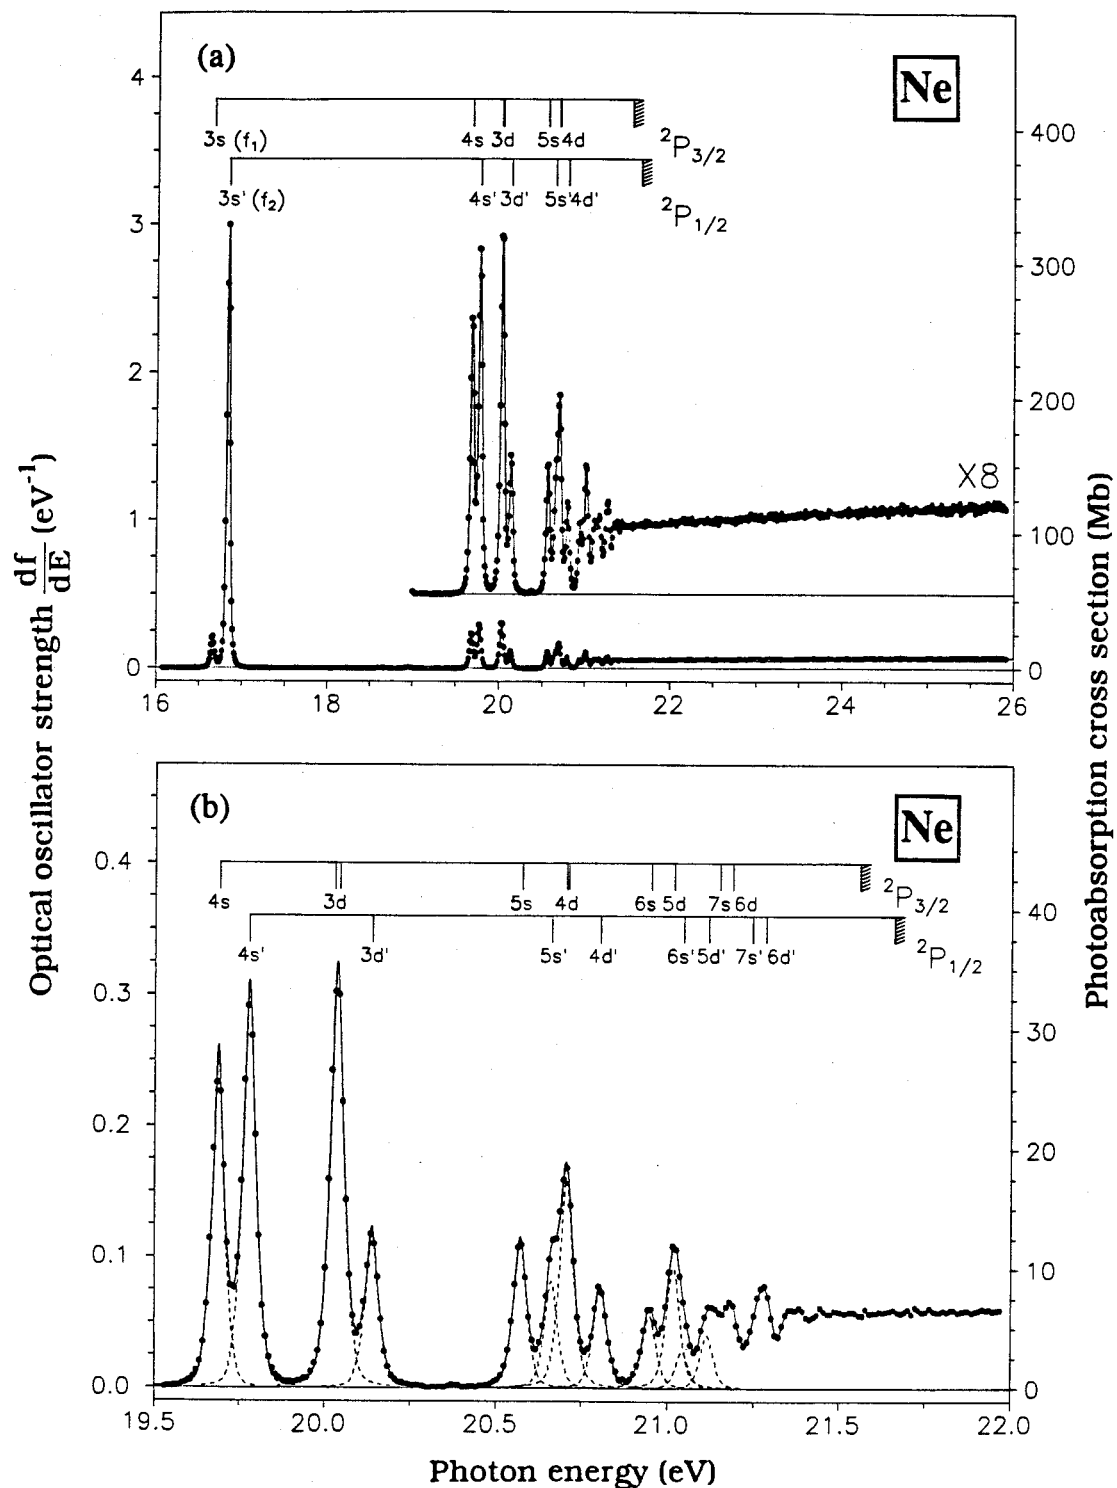 (a)
Ne
4
3
2
1
0
400
300
200
100
0
3s (f₁) 4s 3d 5s 4d ²P₃/₂
3s' (f₂) 4s' 3d' 5s' 4d' ²P₁/₂
X8
16 18 20 22 24 26
(b)
Ne
0.4
0.3
0.2
0.1
0.0
40
30
20
10
0
4s 3d 5s 4d 6s 5d 7s 6d ²P₃/₂
4s' 3d' 5s' 4d' 6s' 5d' 7s' 6d' ²P₁/₂
19.5 20.0 20.5 21.0 21.5 22.0
Photon energy (eV)
Optical oscillator strength df/dE (eV⁻¹)
Photoabsorption cross section (Mb)